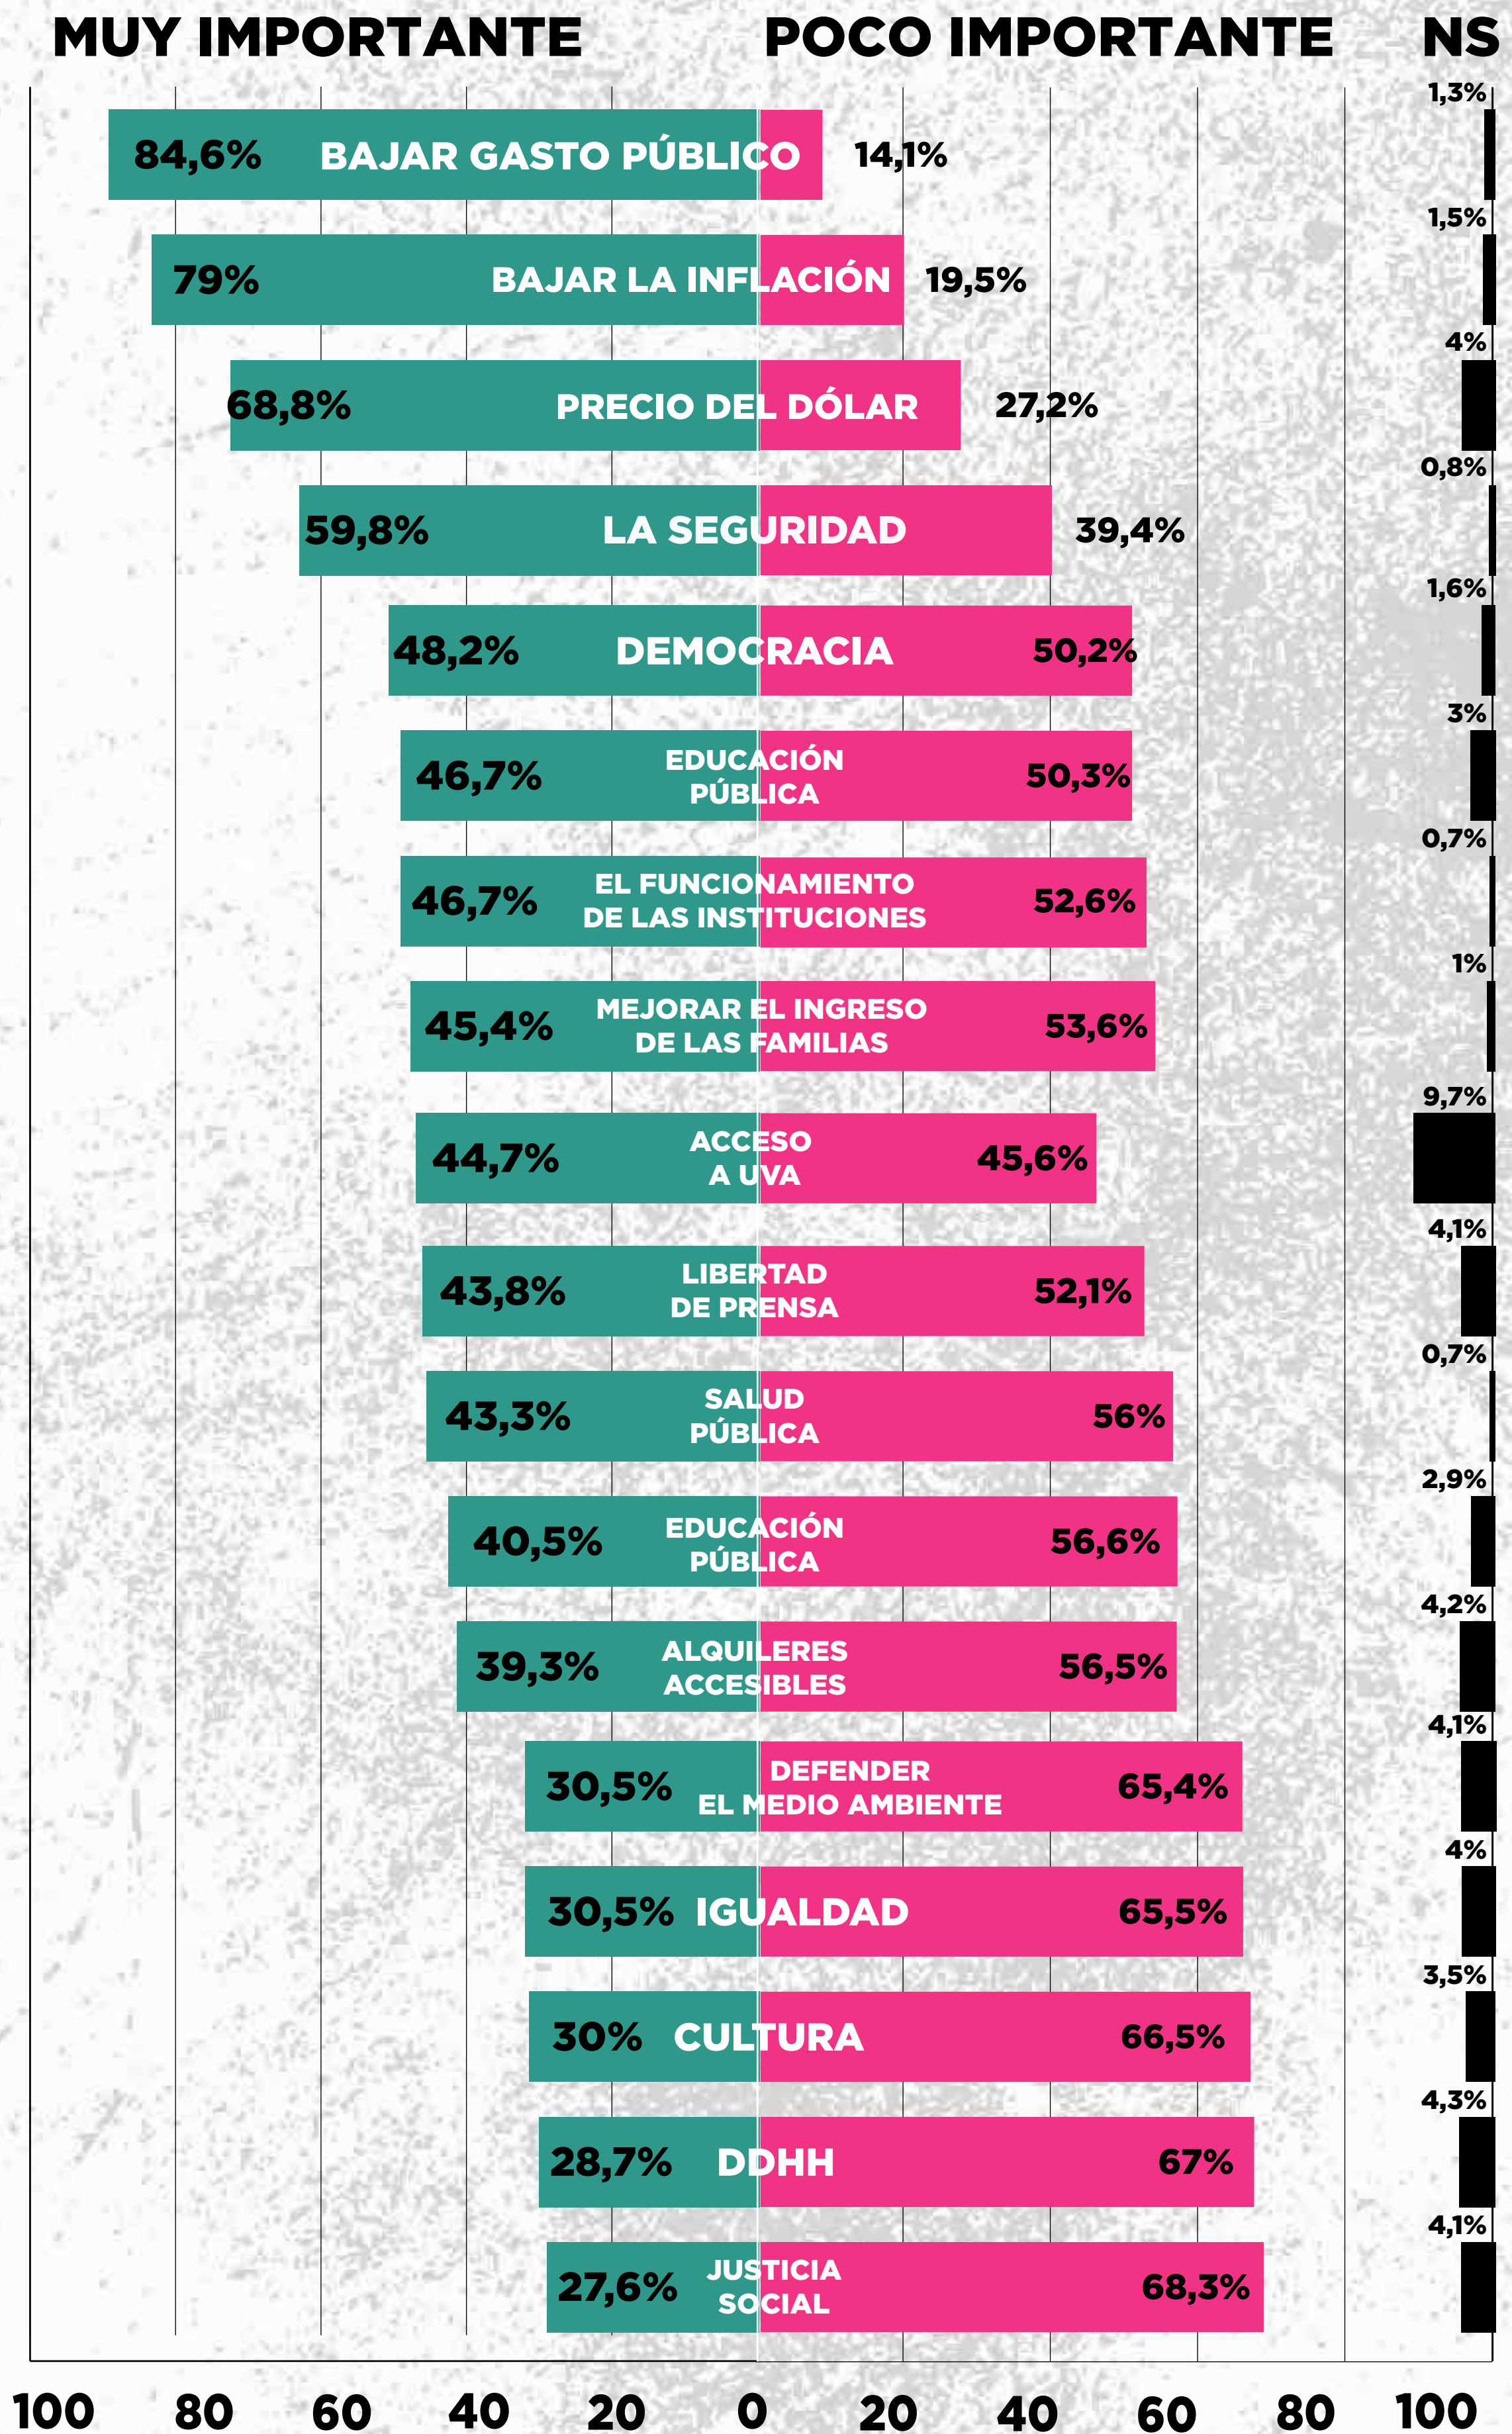 MUY IMPORTANTE POCO IMPORTANTE NS
1,3%
84,6% BAJAR GASTO PÚBLICO 14,1%
1,5%
79% BAJAR LA INFLACIÓN 19,5%
4%
68,8% PRECIO DEL DÓLAR 27,2%
0,8%
59,8% LA SEGURIDAD 39,4%
1,6%
48,2% DEMOCRACIA 50,2%
3%
46,7% EDUCACIÓN 50,3%
PÚBLICA
0,7%
46,7% EL FUNCIONAMIENTO 52,6%
DE LAS INSTITUCIONES
1%
45,4% MEJORAR EL INGRESO 53,6%
DE LAS FAMILIAS
9,7%
44,7% ACCESO 45,6%
A UVA
4,1%
43,8% LIBERTAD 52,1%
DE PRENSA
0,7%
43,3% SALUD 56%
PÚBLICA
2,9%
40,5% EDUCACIÓN 56,6%
PÚBLICA
4,2%
39,3% ALQUILERES 56,5%
ACCESIBLES
4,1%
30,5% DEFENDER 65,4%
EL MEDIO AMBIENTE
4%
30,5% IGUALDAD 65,5%
3,5%
30% CULTURA 66,5%
4,3%
28,7% DDHH 67%
4,1%
27,6% JUSTICIA 68,3%
SOCIAL
100 80 60 40 20 0 20 40 60 80 100